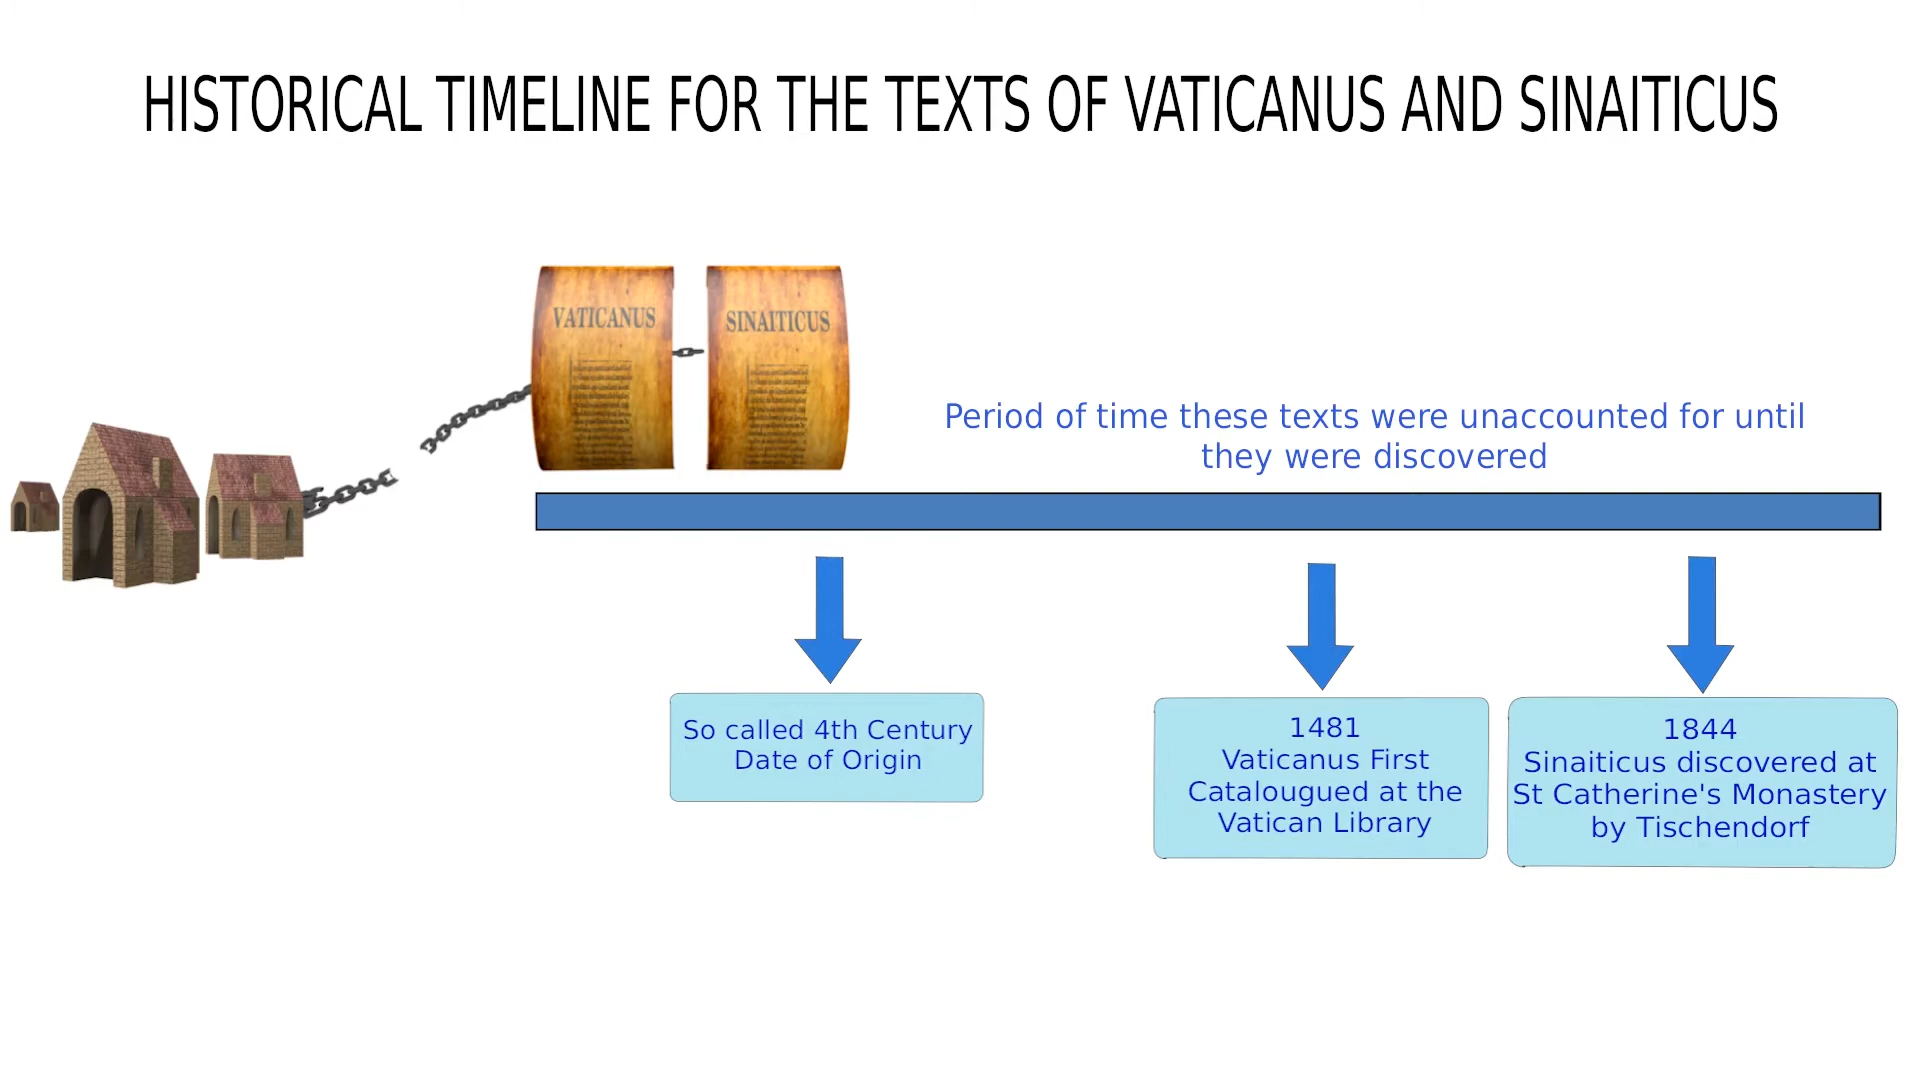 HISTORICAL TIMELINE FOR THE TEXTS OF VATICANUS AND SINAITICUS
VATICANUS
SINAITICUS
Period of time these texts were unaccounted for until
they were discovered
So called 4th Century
Date of Origin
1481
Vaticanus First
Catalougued at the
Vatican Library
1844
Sinaiticus discovered at
St Catherine's Monastery
by Tischendorf